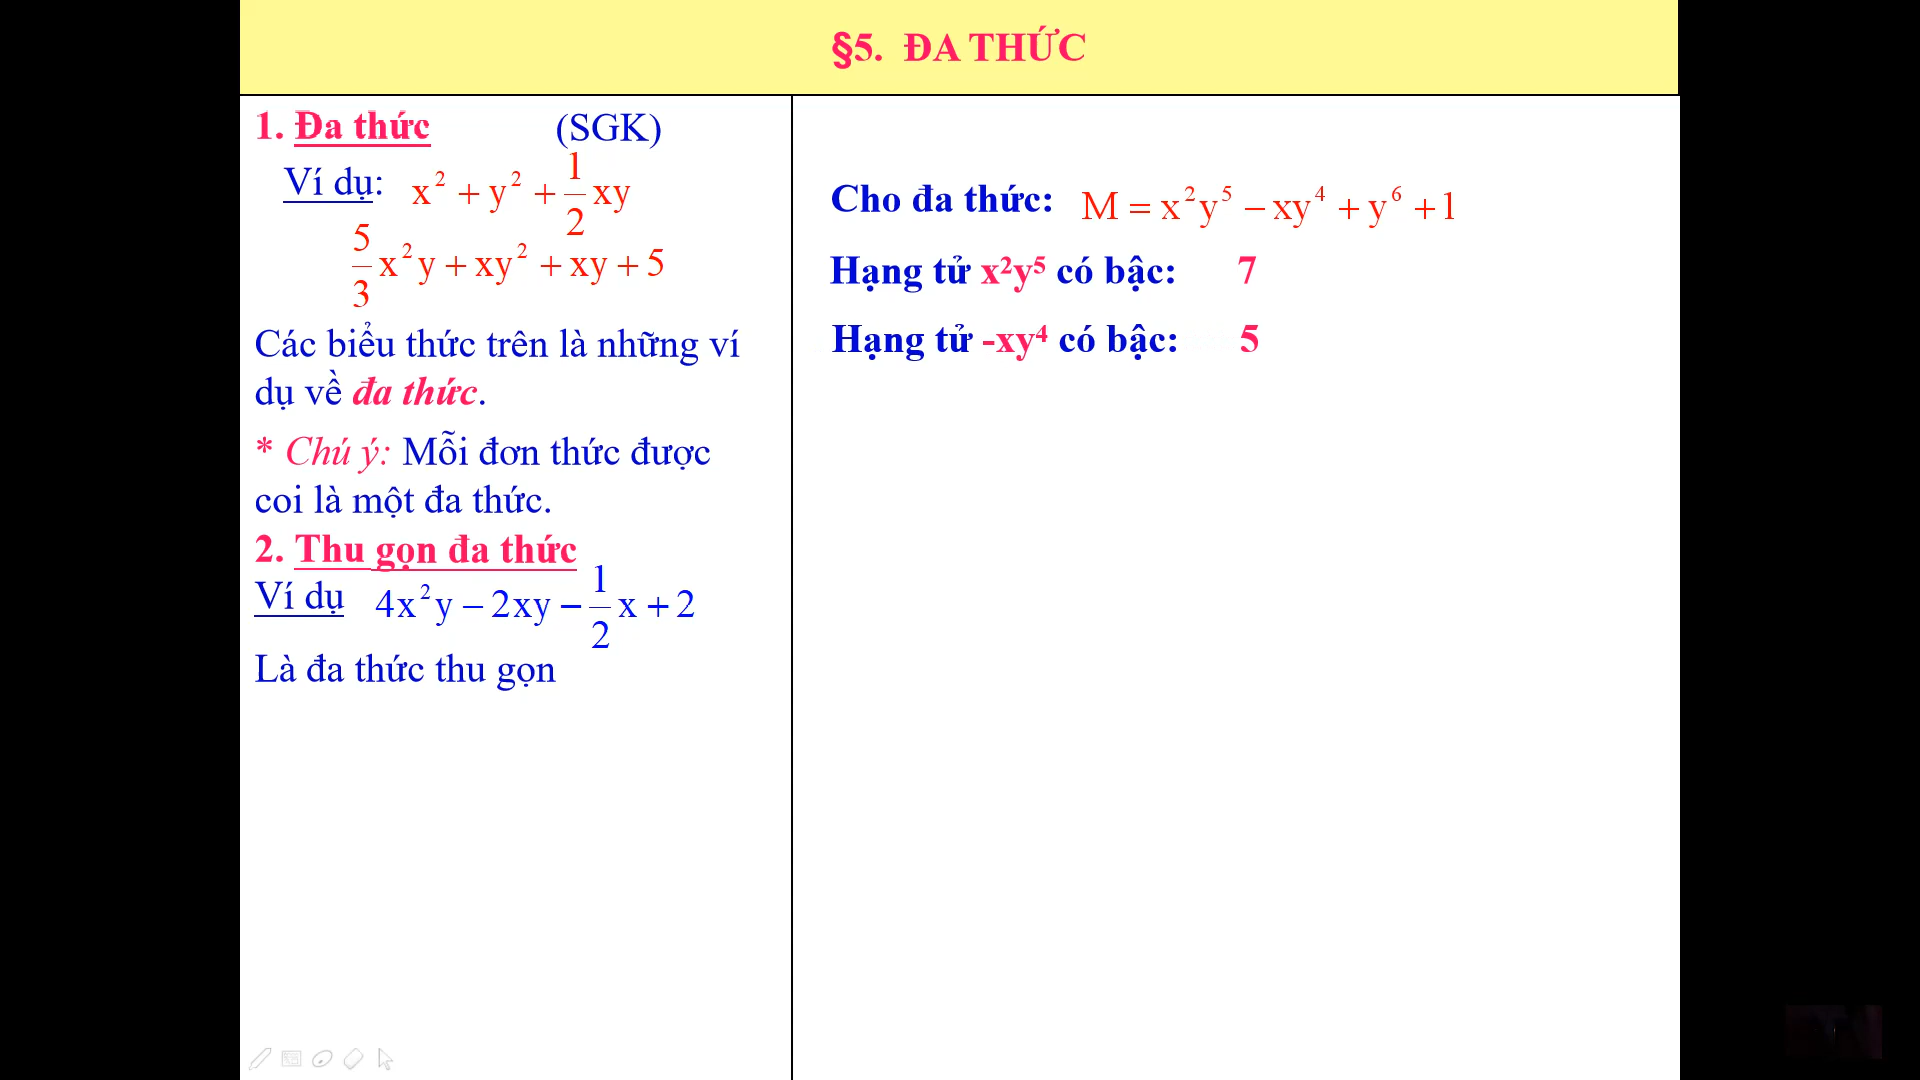 §5. ĐA THỨC
1. Đa thức (SGK)
Ví dụ: x² + y² + 1/2 xy
5/3 x²y + xy² + xy + 5
Các biểu thức trên là những ví
dụ về đa thức.
* Chú ý: Mỗi đơn thức được
coi là một đa thức.
2. Thu gọn đa thức
Ví dụ 4x²y – 2xy – 1/2 x + 2
Là đa thức thu gọn
Cho đa thức: M = x²y⁵ – xy⁴ + y⁶ + 1
Hạng tử x²y⁵ có bậc: 7
Hạng tử -xy⁴ có bậc: 5